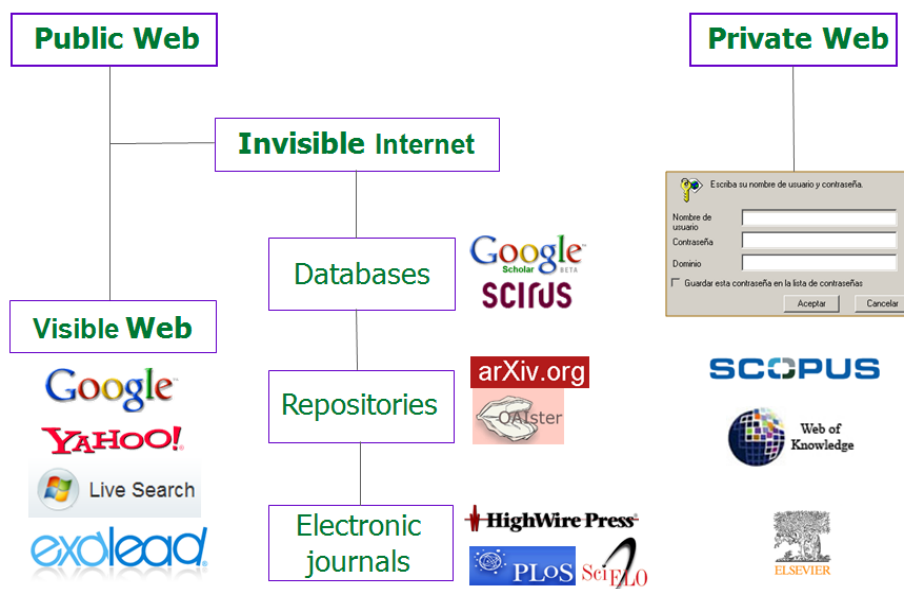 Public Web
Private Web
Invisible Internet
Escriba su nombre de usuario y contraseña.
Nombre de
usuario
Contraseña
Dominio
Guardar esta contraseña en la lista de contraseñas
Aceptar
Cancelar
Databases
Google
Scholar BETA
SCIRUS
Visible Web
Google
YAHOO!
Live Search
exalead
Repositories
arXiv.org
OAIster
SCOPUS
Web of
Knowledge
Electronic
journals
HighWire Press
PLoS
SciELO
ELSEVIER